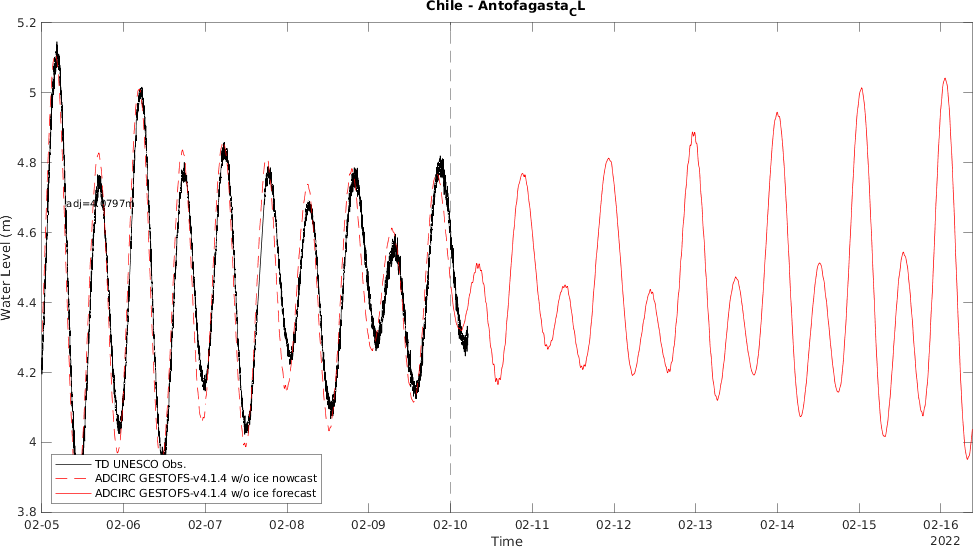 Chile - Antofagasta_CL
5.2
5
4.8
4.6
4.4
4.2
4
3.8
Water Level (m)
adj=4.0797m
TD UNESCO Obs.
ADCIRC GESTOFS-v4.1.4 w/o ice nowcast
ADCIRC GESTOFS-v4.1.4 w/o ice forecast
02-05 02-06 02-07 02-08 02-09 02-10 02-11 02-12 02-13 02-14 02-15 02-16
2022
Time